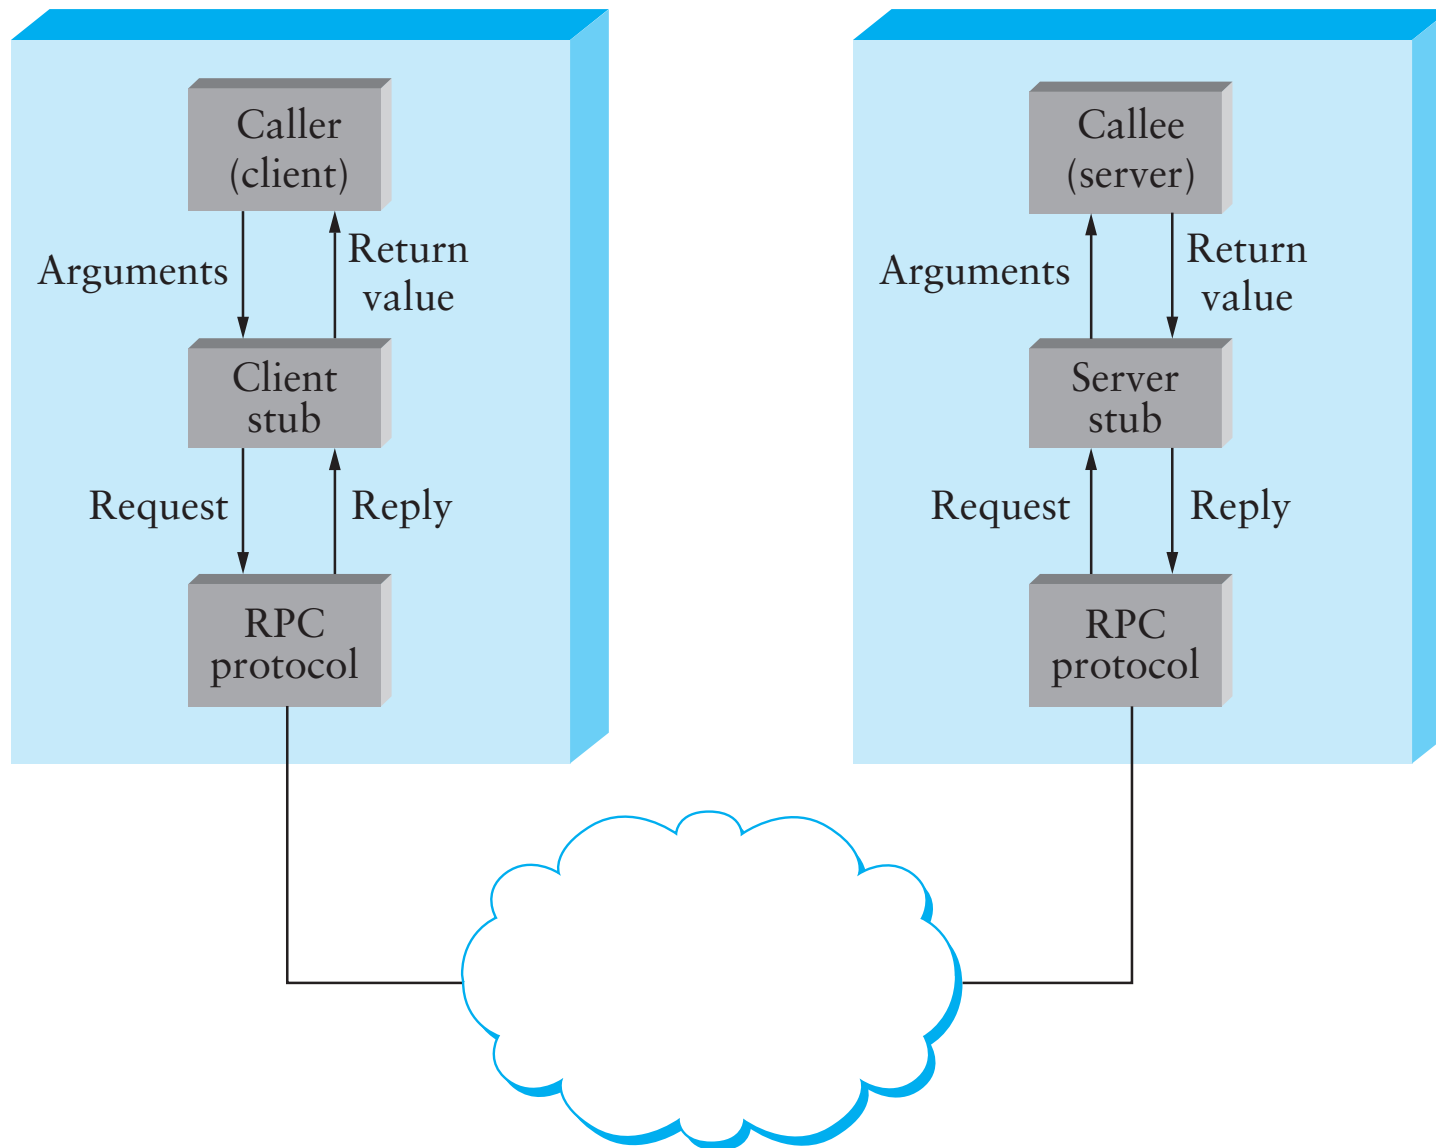 Caller
(client)
Arguments
Return
value
Client
stub
Request
Reply
RPC
protocol
Callee
(server)
Arguments
Return
value
Server
stub
Request
Reply
RPC
protocol